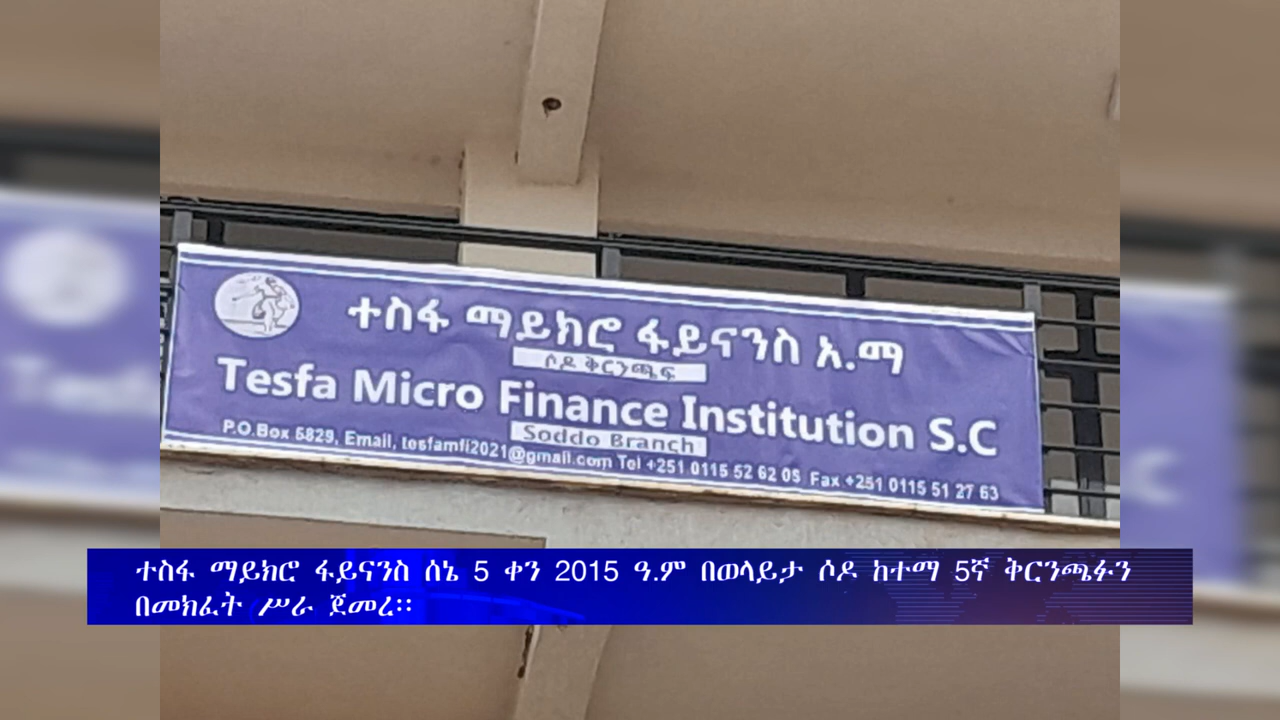 ተስፋ ማይክሮ ፋይናንስ አ.ማ
ሶዶ ቅርንጫፍ
Tesfa Micro Finance Institution S.C
Soddo Branch
P.O.Box 5829, Email, tesfamfi2021@gmail.com Tel +251 0115 52 62 05 Fax +251 0115 51 27 63
ተስፋ ማይክሮ ፋይናንስ ሰኔ 5 ቀን 2015 ዓ.ም በወላይታ ሶዶ ከተማ 5ኛ ቅርንጫፉን
በመክፈት ሥራ ጀመረ፡፡